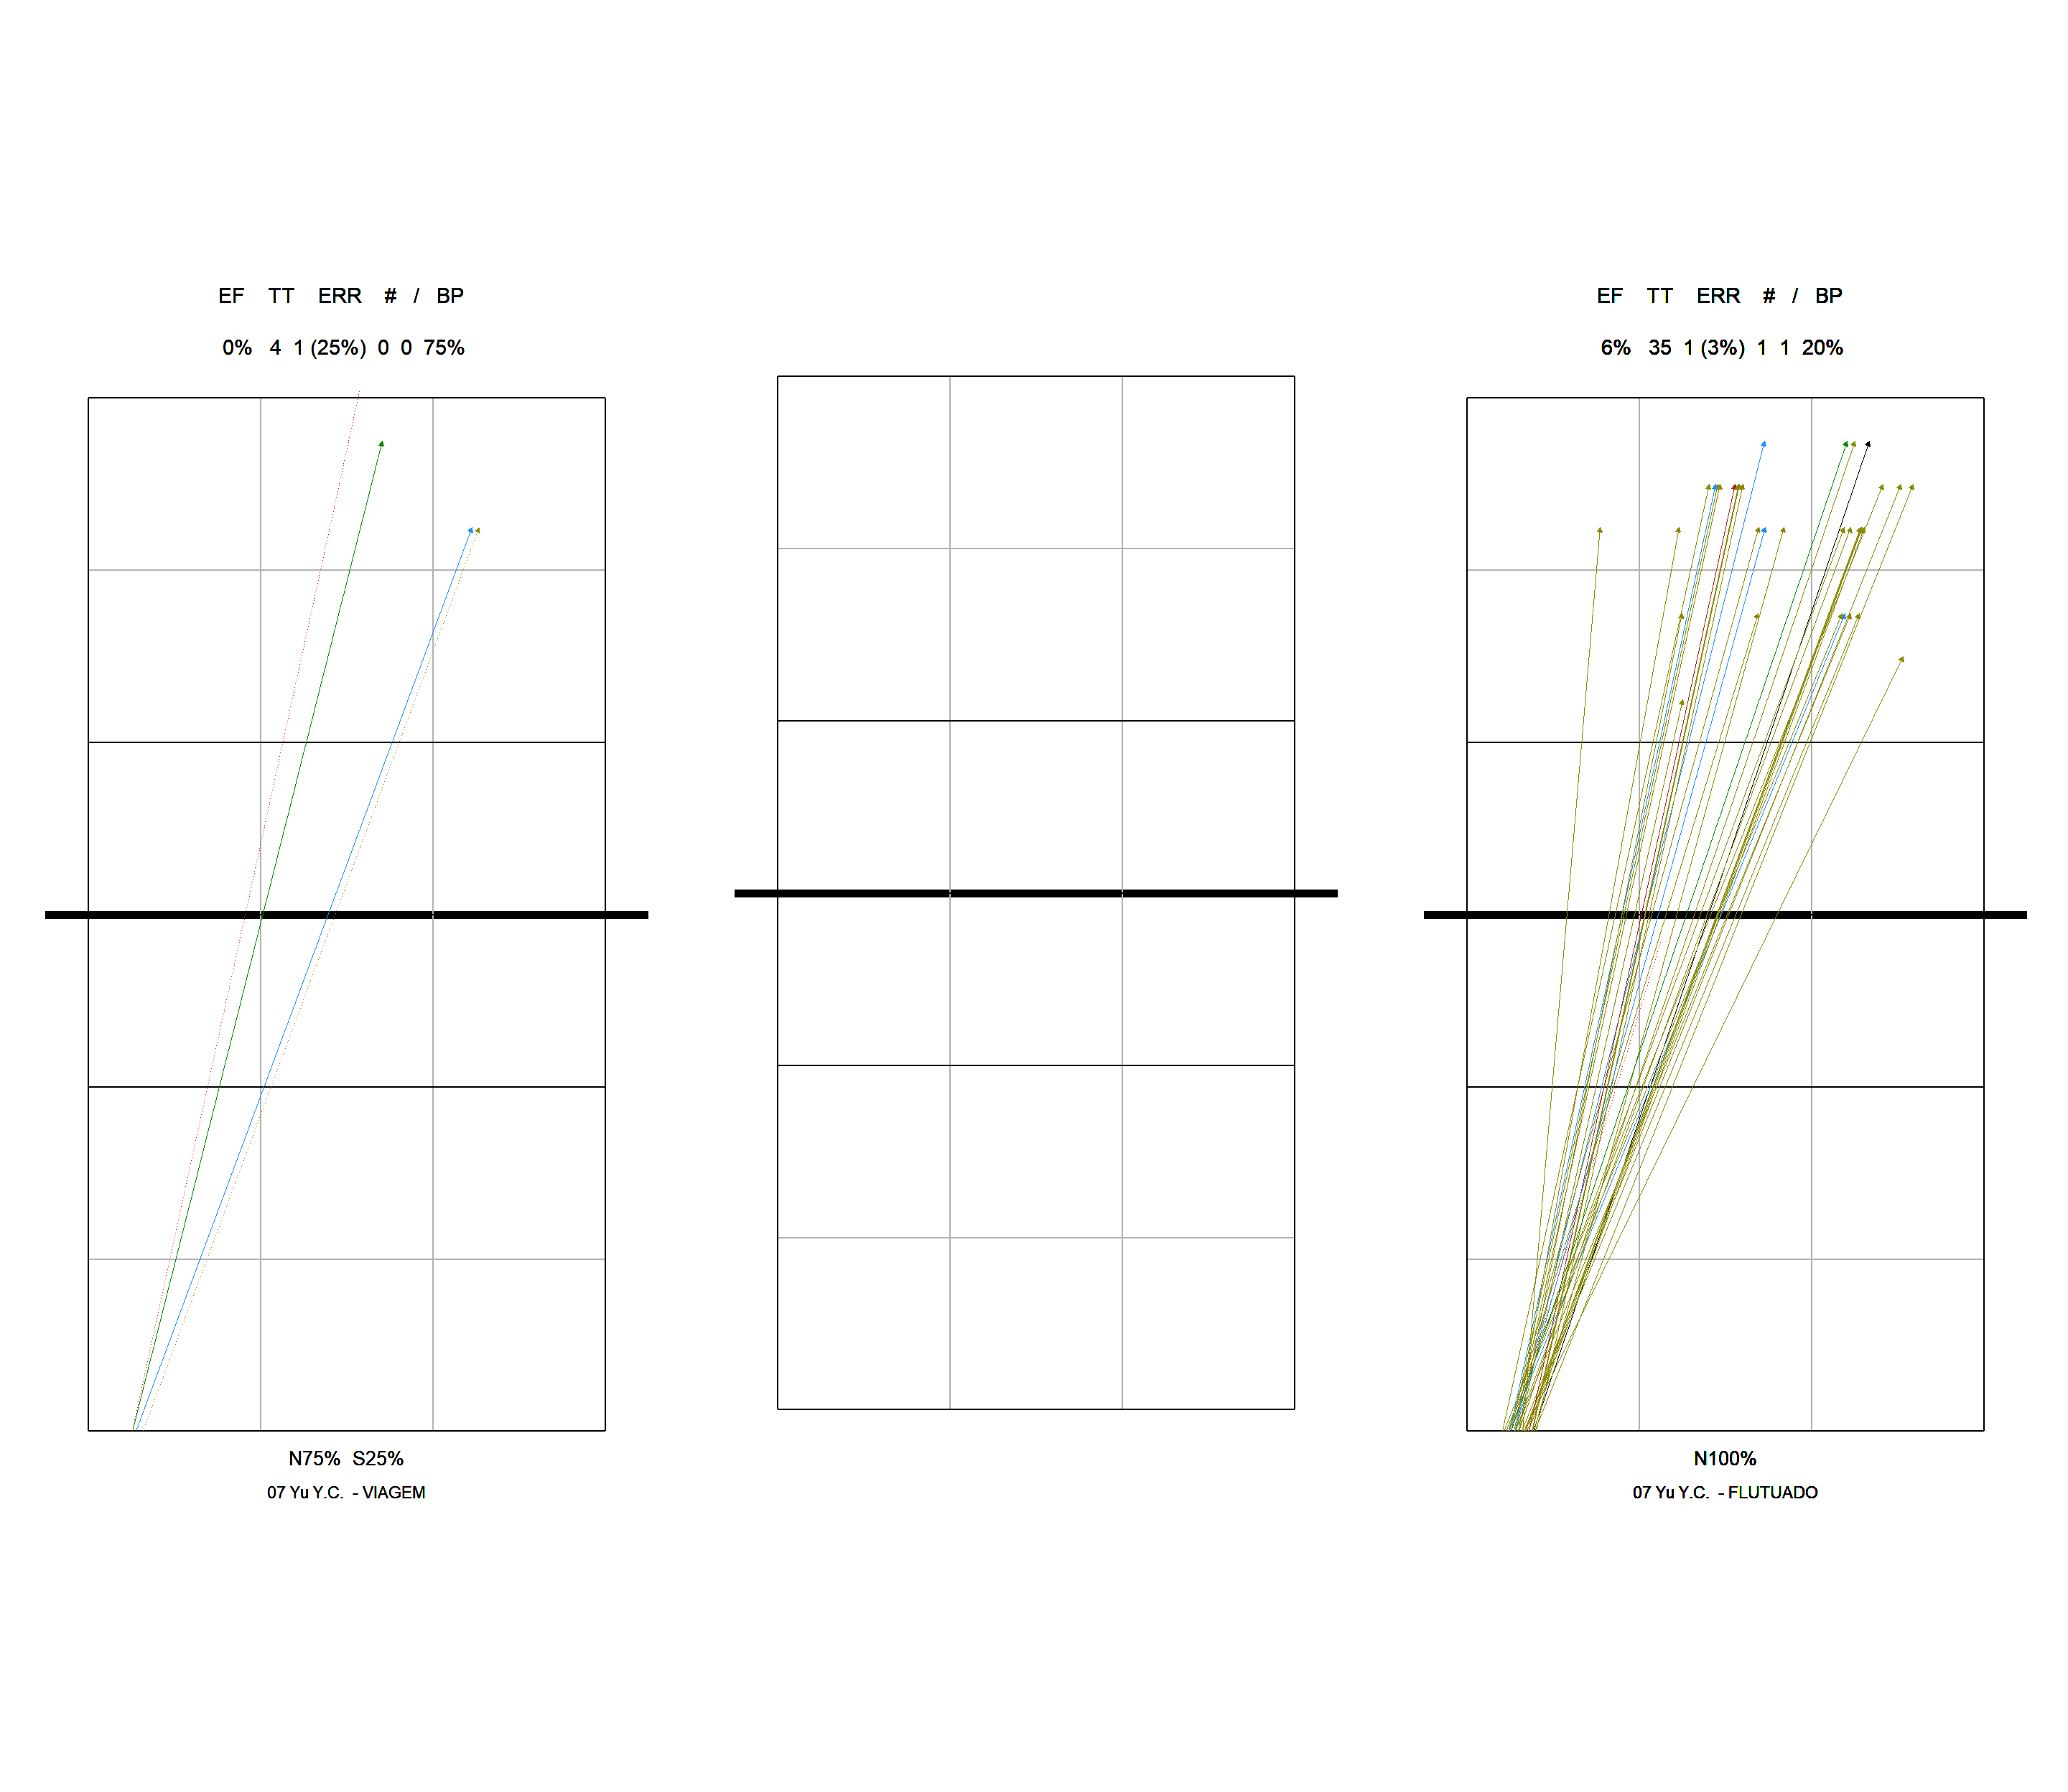 EF TT ERR # / BP
0% 4 1 (25%) 0 0 75%
N75% S25%
07 Yu Y.C. - VIAGEM
EF TT ERR # / BP
6% 35 1 (3%) 1 1 20%
N100%
07 Yu Y.C. - FLUTUADO